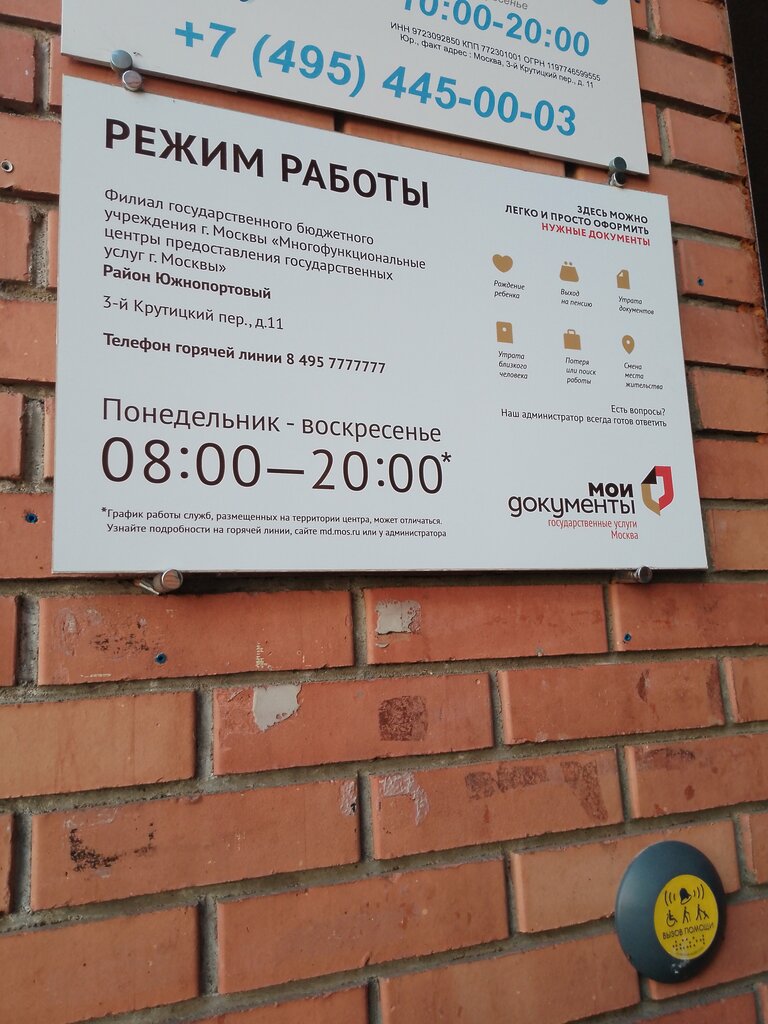 10:00-20:00
ИНН 9723092850 КПП 772301001 ОГРН 1197746599555
Юр., факт адрес : Москва, 3-й Крутицкий пер., д. 11
+7 (495) 445-00-03
РЕЖИМ РАБОТЫ
Филиал государственного бюджетного
учреждения г. Москвы «Многофункциональные
центры предоставления государственных
услуг г. Москвы»
Район Южнопортовый
3-й Крутицкий пер., д.11
Телефон горячей линии 8 495 7777777
Понедельник - воскресенье
08:00—20:00*
*График работы служб, размещенных на территории центра, может отличаться.
Узнайте подробности на горячей линии, сайте md.mos.ru или у администратора
ЗДЕСЬ МОЖНО
ЛЕГКО И ПРОСТО ОФОРМИТЬ
НУЖНЫЕ ДОКУМЕНТЫ
Рождение
ребенка
Выход
на пенсию
Утрата
документов
Утрата
близкого
человека
Потеря
или поиск
работы
Смена
места
жительства
Есть вопросы?
Наш администратор всегда готов ответить
мои
документы
государственные услуги
Москва
ВЫЗОВ ПОМОЩИ